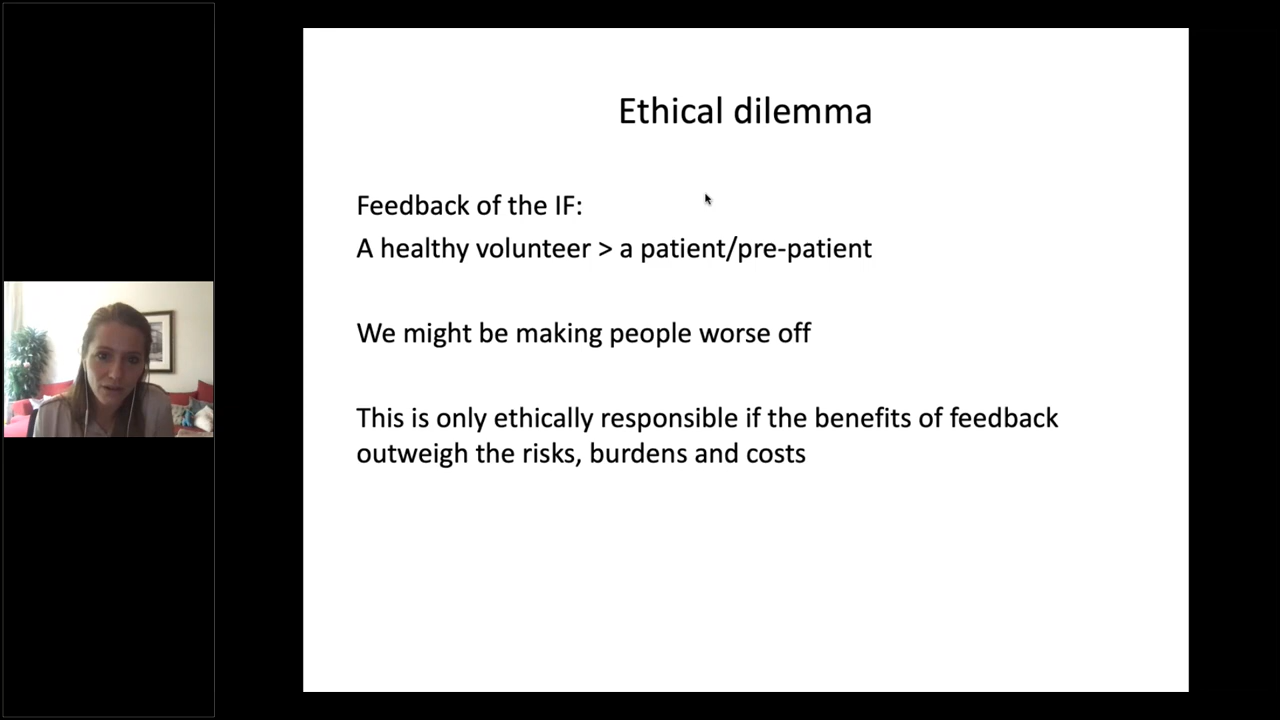 Ethical dilemma
Feedback of the IF:
A healthy volunteer > a patient/pre-patient
We might be making people worse off
This is only ethically responsible if the benefits of feedback
outweigh the risks, burdens and costs